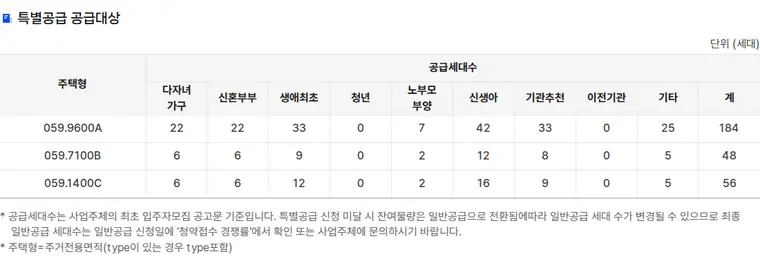 특별공급 공급대상
단위 (세대)
주택형 공급세대수
다자녀 가구 신혼부부 생애최초 청년 노부모 부양 신생아 기관추천 이전기관 기타 계
059.9600A 22 22 33 0 7 42 33 0 25 184
059.7100B 6 6 9 0 2 12 8 0 5 48
059.1400C 6 6 12 0 2 16 9 0 5 56
* 공급세대수는 사업주체의 최초 입주자모집 공고문 기준입니다. 특별공급 신청 미달 시 잔여물량은 일반공급으로 전환됨에따라 일반공급 세대 수가 변경될 수 있으므로 최종
일반공급 세대수는 일반공급 신청일에 '청약접수 경쟁률'에서 확인 또는 사업주체에 문의하시기 바랍니다.
* 주택형=주거전용면적(type이 있는 경우 type포함)